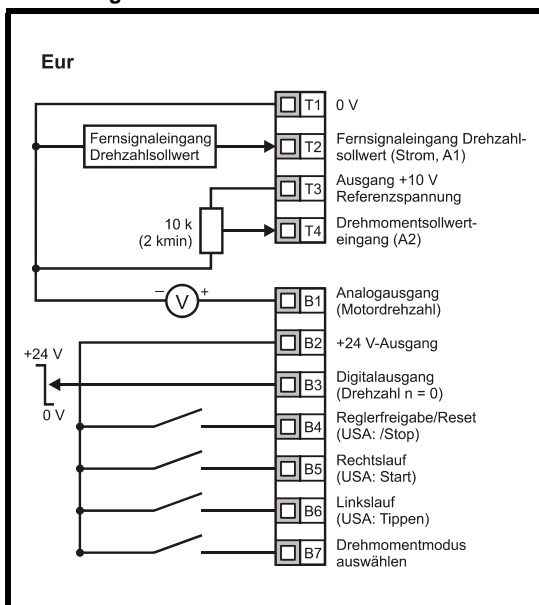 Eur
T1 0 V
Fernsignaleingang
Drehzahlsollwert
T2 Fernsignaleingang Drehzahl-
sollwert (Strom, A1)
T3 Ausgang +10 V
Referenzspannung
10 k
(2 kmin)
T4 Drehmomentsollwert-
eingang (A2)
− V +
B1 Analogausgang
(Motordrehzahl)
B2 +24 V-Ausgang
+24 V
0 V
B3 Digitalausgang
(Drehzahl n = 0)
B4 Reglerfreigabe/Reset
(USA: /Stop)
B5 Rechtslauf
(USA: Start)
B6 Linkslauf
(USA: Tippen)
B7 Drehmomentmodus
auswählen